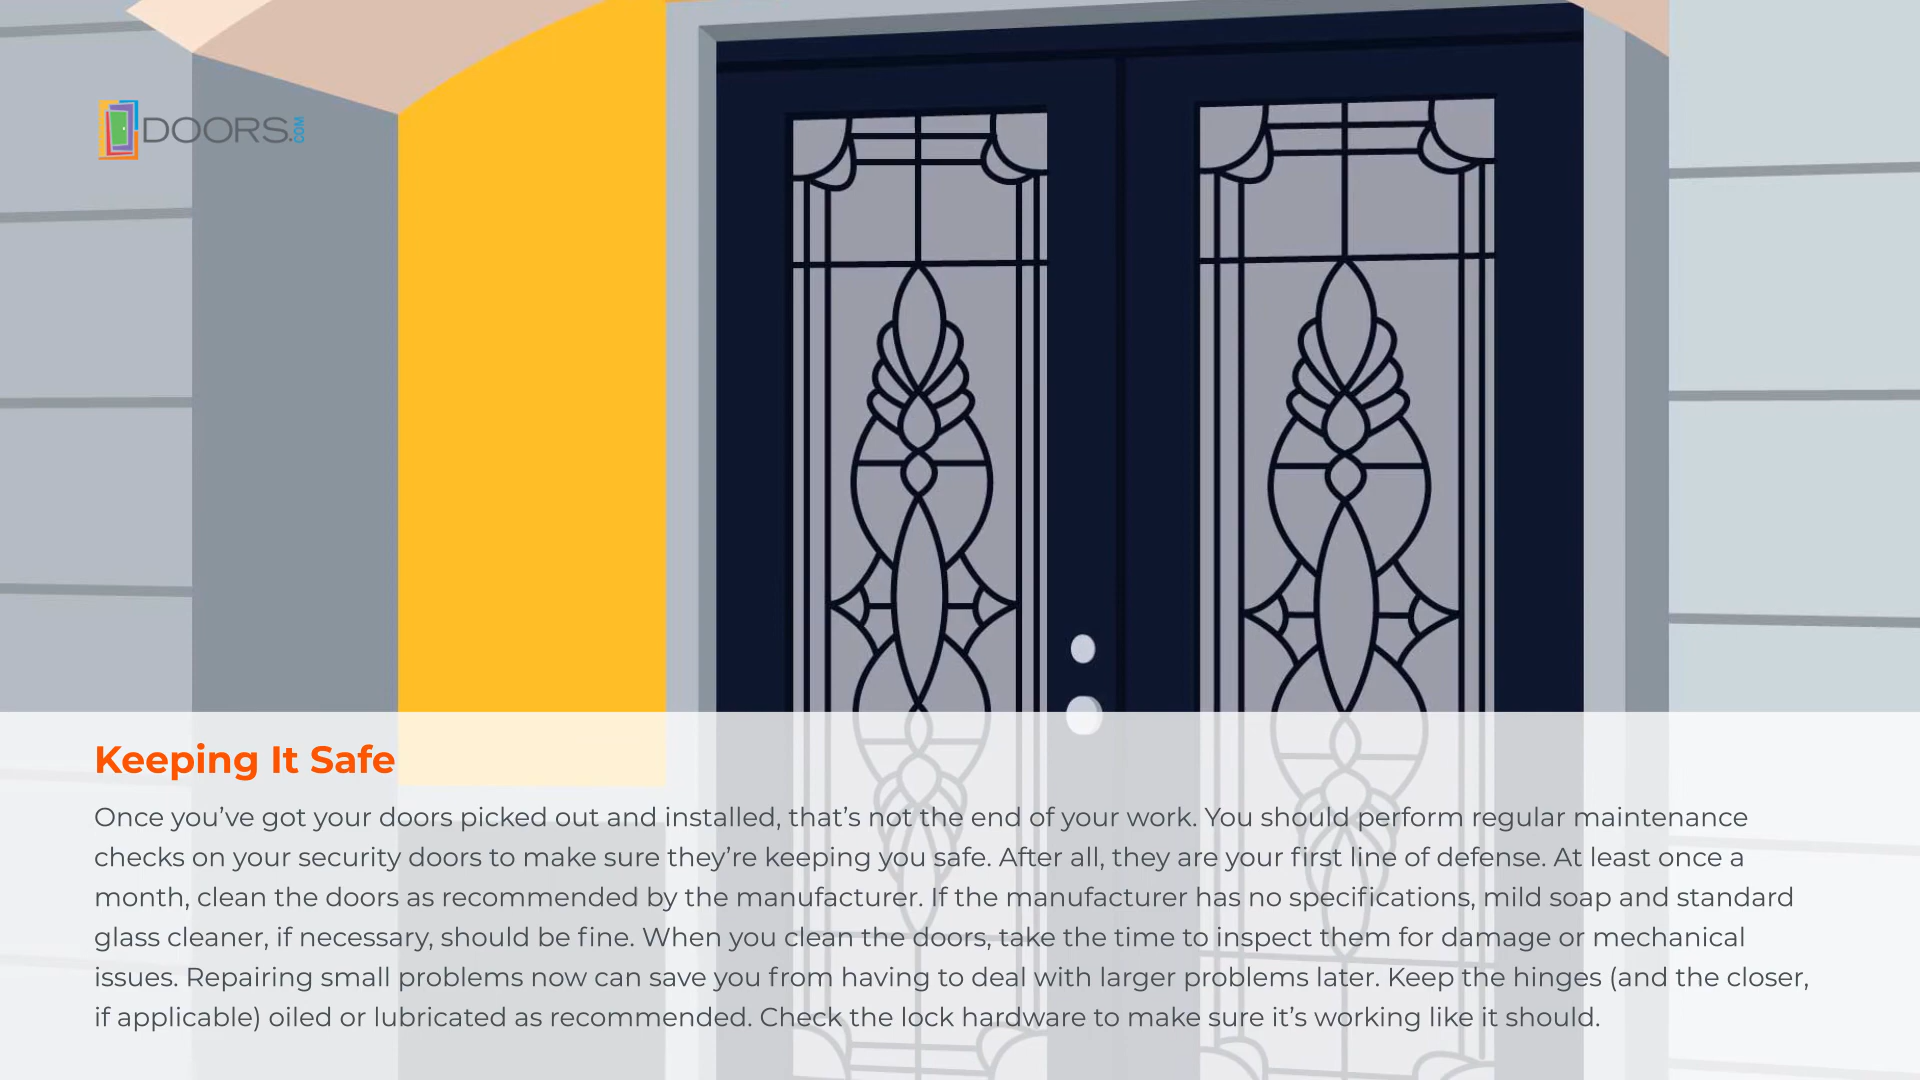 DOORS.COM
Keeping It Safe
Once you’ve got your doors picked out and installed, that’s not the end of your work. You should perform regular maintenance
checks on your security doors to make sure they’re keeping you safe. After all, they are your first line of defense. At least once a
month, clean the doors as recommended by the manufacturer. If the manufacturer has no specifications, mild soap and standard
glass cleaner, if necessary, should be fine. When you clean the doors, take the time to inspect them for damage or mechanical
issues. Repairing small problems now can save you from having to deal with larger problems later. Keep the hinges (and the closer,
if applicable) oiled or lubricated as recommended. Check the lock hardware to make sure it’s working like it should.